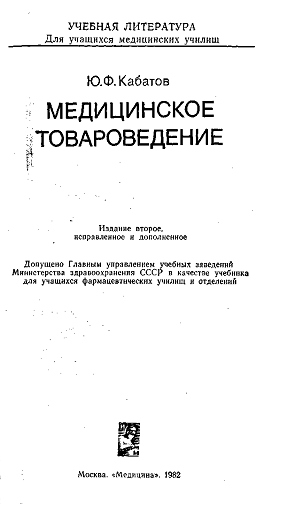 УЧЕБНАЯ ЛИТЕРАТУРА
Для учащихся медицинских училищ
Ю.Ф.Кабатов
МЕДИЦИНСКОЕ
ТОВАРОВЕДЕНИЕ
Издание второе,
исправленное и дополненное
Допущено Главным управлением учебных заведений
Министерства здравоохранения СССР в качестве учебника
для учащихся фармацевтических училищ и отделений
Москва. «Медицина». 1982